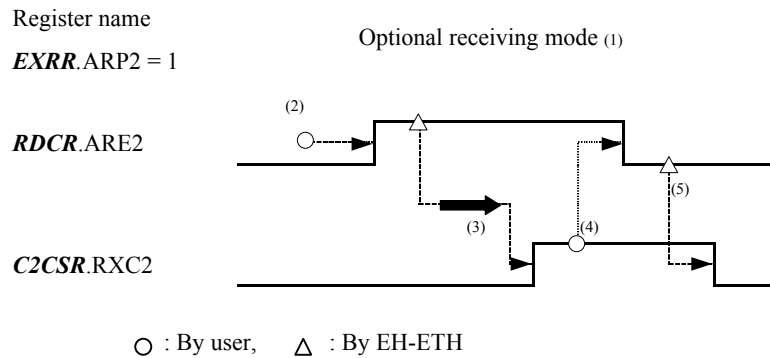 Register name
Optional receiving mode (1)
EXRR.ARP2 = 1
(2)
RDCR.ARE2
(5)
(3)
(4)
C2CSR.RXC2
: By user, : By EH-ETH